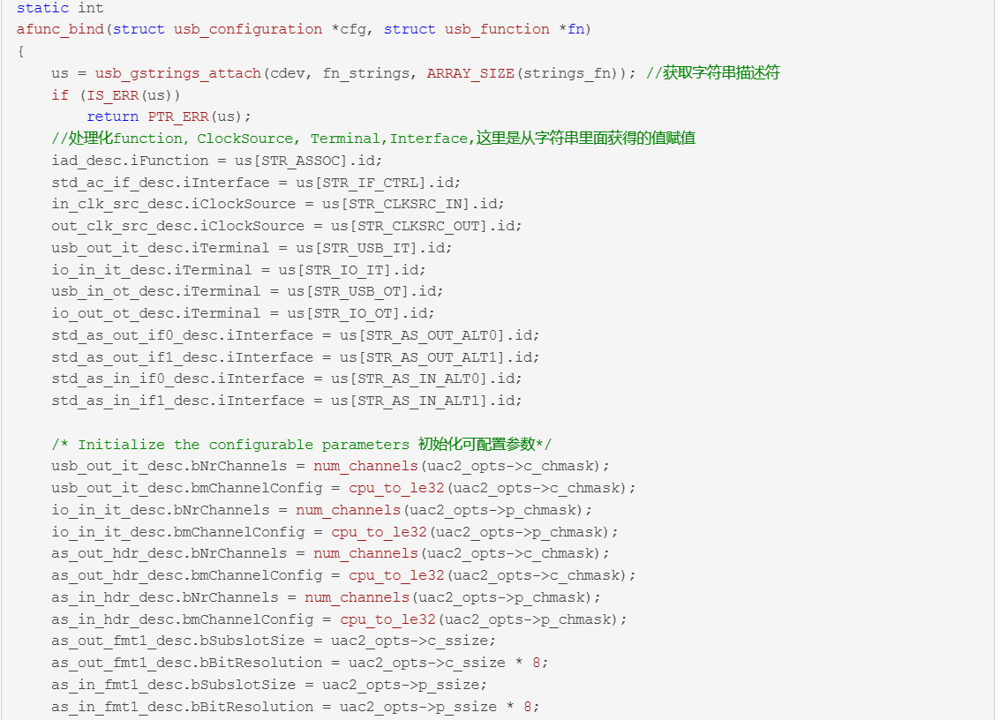 static int
afunc_bind(struct usb_configuration *cfg, struct usb_function *fn)
{
    us = usb_gstrings_attach(cdev, fn_strings, ARRAY_SIZE(strings_fn)); //获取字符串描述符
    if (IS_ERR(us))
        return PTR_ERR(us);
    //处理化function, ClockSource, Terminal,Interface,这里是从字符串里面获得的值赋值
    iad_desc.iFunction = us[STR_ASSOC].id;
    std_ac_if_desc.iInterface = us[STR_IF_CTRL].id;
    in_clk_src_desc.iClockSource = us[STR_CLKSRC_IN].id;
    out_clk_src_desc.iClockSource = us[STR_CLKSRC_OUT].id;
    usb_out_it_desc.iTerminal = us[STR_USB_IT].id;
    io_in_it_desc.iTerminal = us[STR_IO_IT].id;
    usb_in_ot_desc.iTerminal = us[STR_USB_OT].id;
    io_out_ot_desc.iTerminal = us[STR_IO_OT].id;
    std_as_out_if0_desc.iInterface = us[STR_AS_OUT_ALT0].id;
    std_as_out_if1_desc.iInterface = us[STR_AS_OUT_ALT1].id;
    std_as_in_if0_desc.iInterface = us[STR_AS_IN_ALT0].id;
    std_as_in_if1_desc.iInterface = us[STR_AS_IN_ALT1].id;

    /* Initialize the configurable parameters 初始化可配置参数*/
    usb_out_it_desc.bNrChannels = num_channels(uac2_opts->c_chmask);
    usb_out_it_desc.bmChannelConfig = cpu_to_le32(uac2_opts->c_chmask);
    io_in_it_desc.bNrChannels = num_channels(uac2_opts->p_chmask);
    io_in_it_desc.bmChannelConfig = cpu_to_le32(uac2_opts->p_chmask);
    as_out_hdr_desc.bNrChannels = num_channels(uac2_opts->c_chmask);
    as_out_hdr_desc.bmChannelConfig = cpu_to_le32(uac2_opts->c_chmask);
    as_in_hdr_desc.bNrChannels = num_channels(uac2_opts->p_chmask);
    as_in_hdr_desc.bmChannelConfig = cpu_to_le32(uac2_opts->p_chmask);
    as_out_fmt1_desc.bSubslotSize = uac2_opts->c_ssize;
    as_out_fmt1_desc.bBitResolution = uac2_opts->c_ssize * 8;
    as_in_fmt1_desc.bSubslotSize = uac2_opts->p_ssize;
    as_in_fmt1_desc.bBitResolution = uac2_opts->p_ssize * 8;